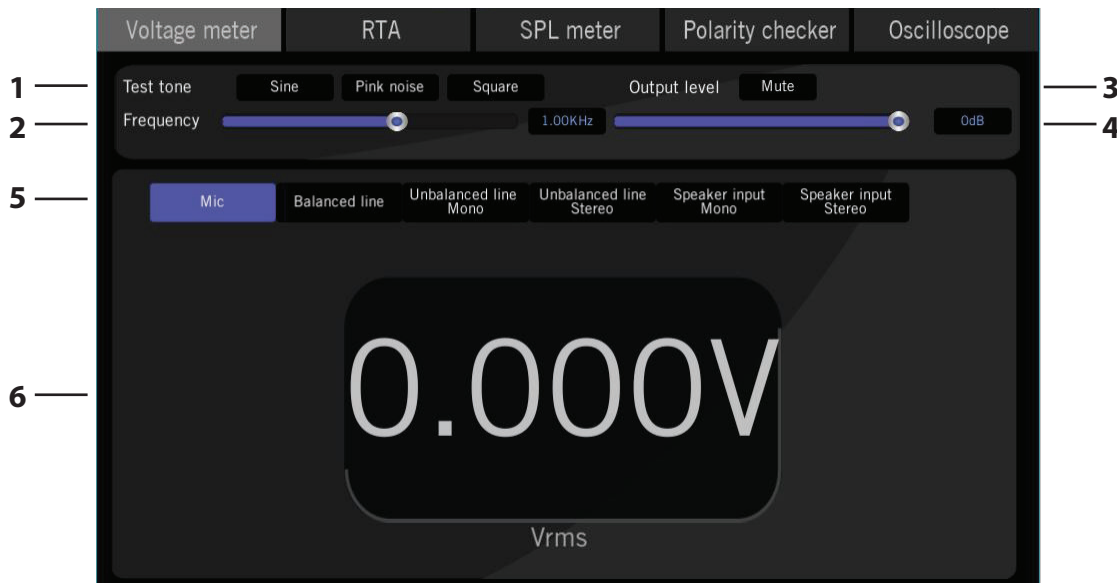 Voltage meter RTA SPL meter Polarity checker Oscilloscope
1 Test tone Sine Pink noise Square Output level Mute 3
2 Frequency 1.00KHz 0dB 4
5 Mic Balanced line Unbalanced line Mono Unbalanced line Stereo Speaker input Mono Speaker input Stereo
6 0.000V
Vrms